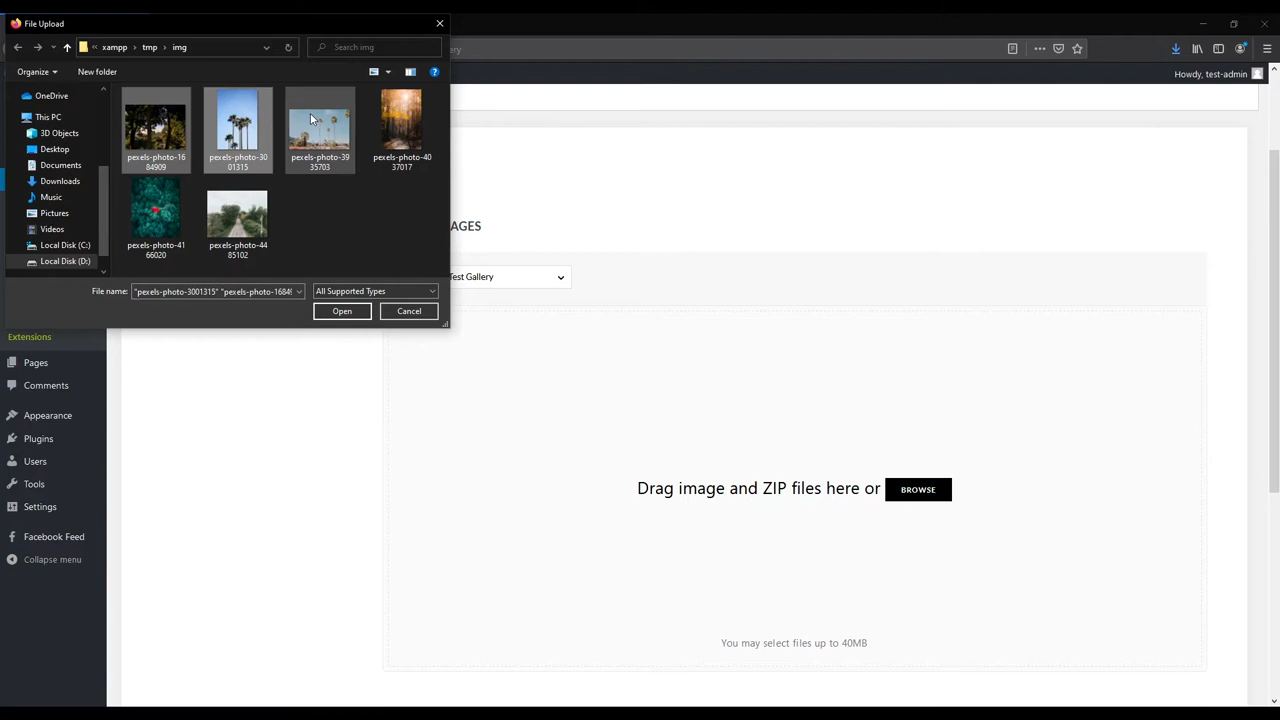 File Upload
xampp
tmp
img
Search img
Organize
New folder
OneDrive
This PC
3D Objects
Desktop
Documents
Downloads
Music
Pictures
Videos
Local Disk (C:)
Local Disk (D:)
pexels-photo-16
84909
pexels-photo-30
01315
pexels-photo-39
35703
pexels-photo-40
37017
pexels-photo-41
66020
pexels-photo-44
85102
File name:
"pexels-photo-3001315" "pexels-photo-1684
All Supported Types
Open
Cancel
ery
Howdy, test-admin
AGES
Test Gallery
Drag image and ZIP files here or
BROWSE
You may select files up to 40MB
Extensions
Pages
Comments
Appearance
Plugins
Users
Tools
Settings
Facebook Feed
Collapse menu